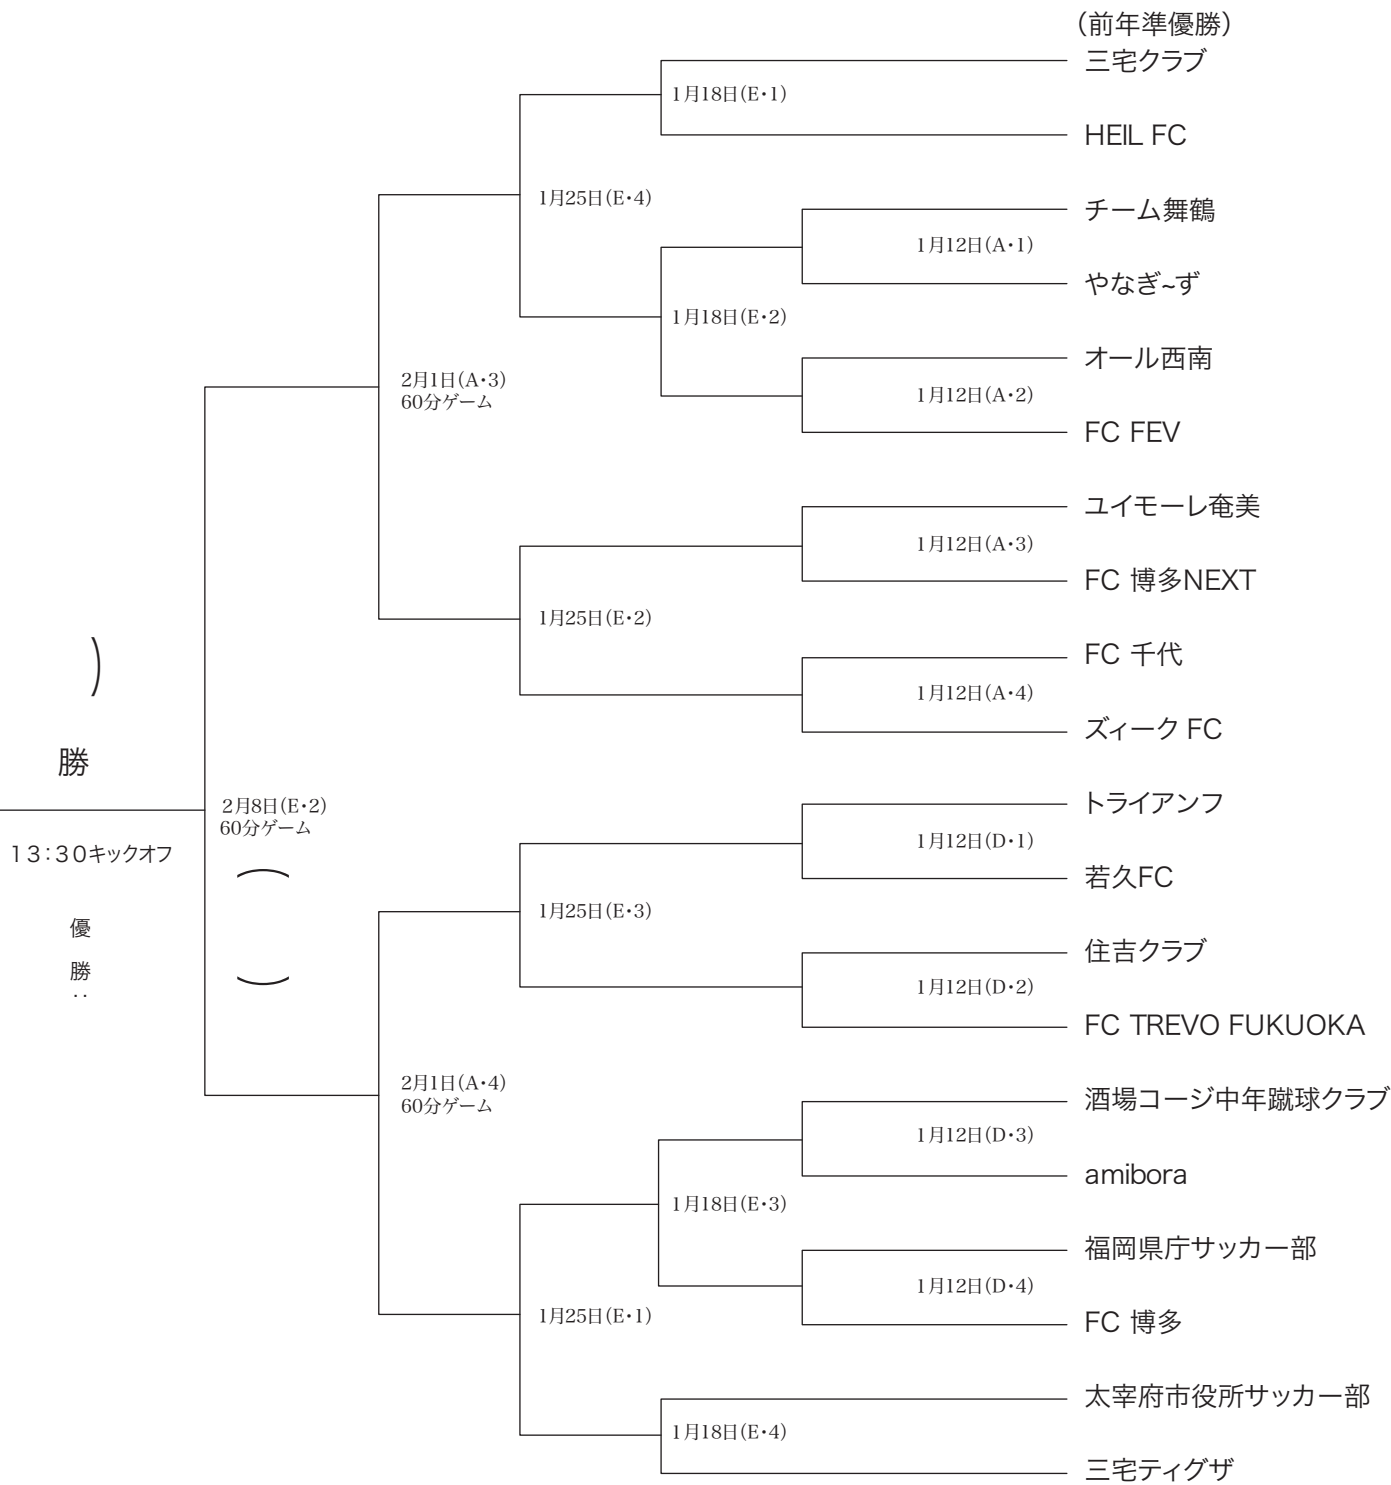 （前年準優勝）
三宅クラブ
1月18日(E・1)
HEIL FC
1月25日(E・4)
チーム舞鶴
1月12日(A・1)
やなぎ~ず
1月18日(E・2)
オール西南
2月1日(A・3)
60分ゲーム
1月12日(A・2)
FC FEV
ユイモーレ奄美
1月12日(A・3)
FC 博多NEXT
1月25日(E・2)
FC 千代
1月12日(A・4)
ズィーク FC
)
勝
2月8日(E・2)
60分ゲーム
(
)
13：30キックオフ
優
勝
：
トライアンフ
1月12日(D・1)
若久FC
1月25日(E・3)
住吉クラブ
1月12日(D・2)
FC TREVO FUKUOKA
2月1日(A・4)
60分ゲーム
酒場コージ中年蹴球クラブ
1月12日(D・3)
amibora
1月18日(E・3)
福岡県庁サッカー部
1月12日(D・4)
FC 博多
1月25日(E・1)
太宰府市役所サッカー部
1月18日(E・4)
三宅ティグザ